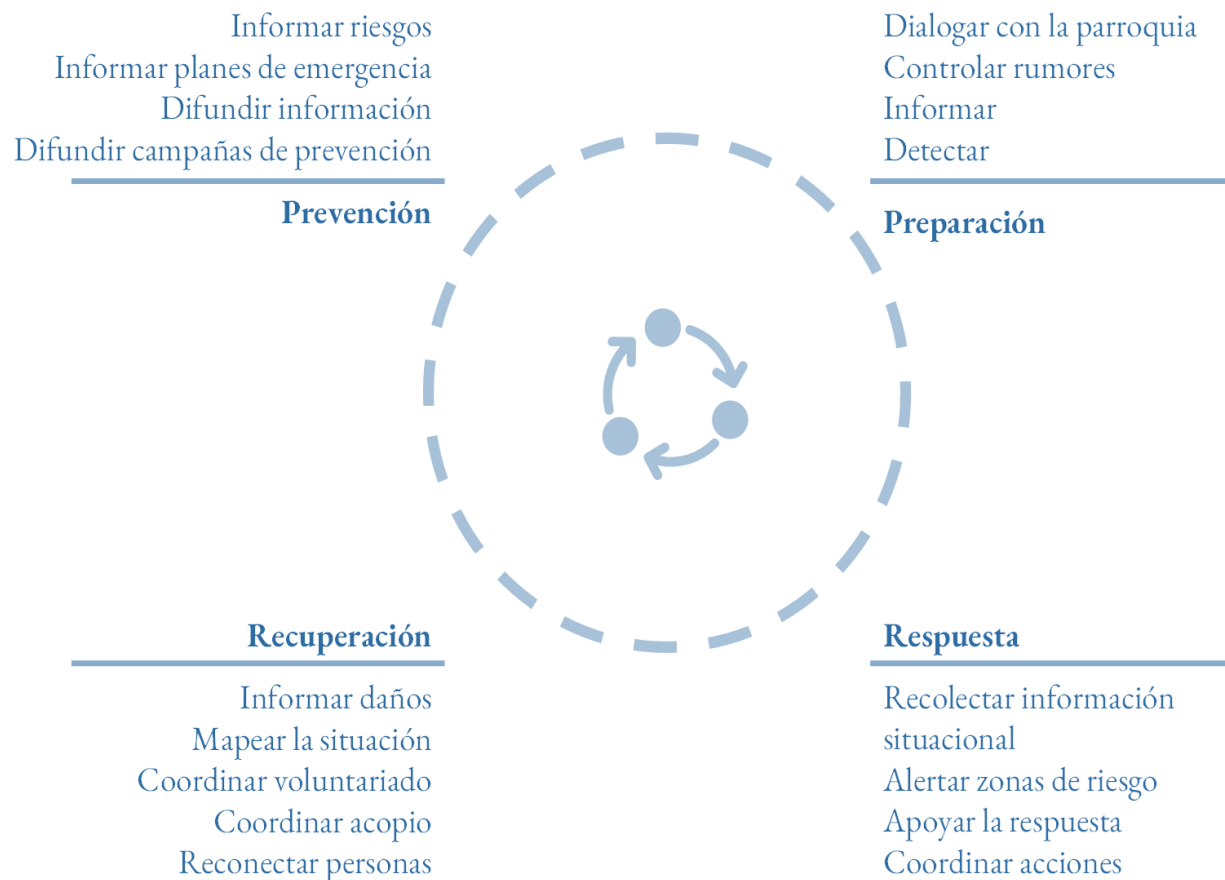 Informar riesgos
Informar planes de emergencia
Difundir información
Difundir campañas de prevención
Prevención
Dialogar con la parroquia
Controlar rumores
Informar
Detectar
Preparación
Recuperación
Informar daños
Mapear la situación
Coordinar voluntariado
Coordinar acopio
Reconectar personas
Respuesta
Recolectar información
situacional
Alertar zonas de riesgo
Apoyar la respuesta
Coordinar acciones